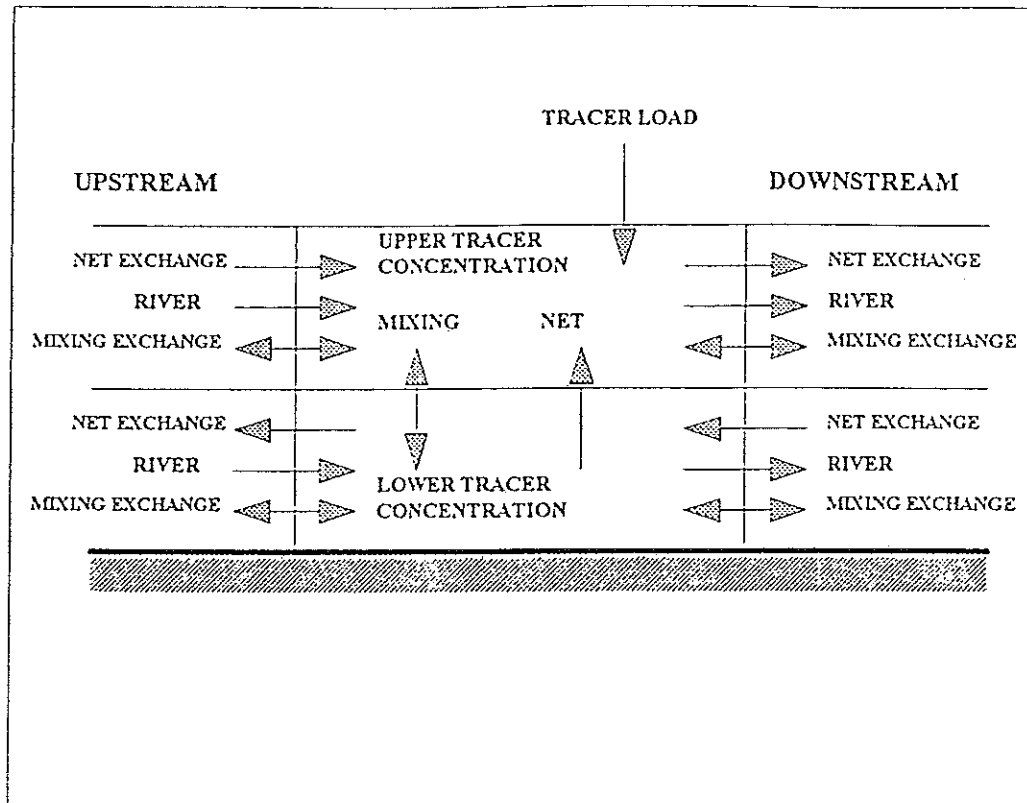 TRACER LOAD
UPSTREAM
DOWNSTREAM
UPPER TRACER
CONCENTRATION
NET EXCHANGE
NET EXCHANGE
RIVER
RIVER
MIXING
NET
MIXING EXCHANGE
MIXING EXCHANGE
NET EXCHANGE
NET EXCHANGE
RIVER
RIVER
LOWER TRACER
CONCENTRATION
MIXING EXCHANGE
MIXING EXCHANGE